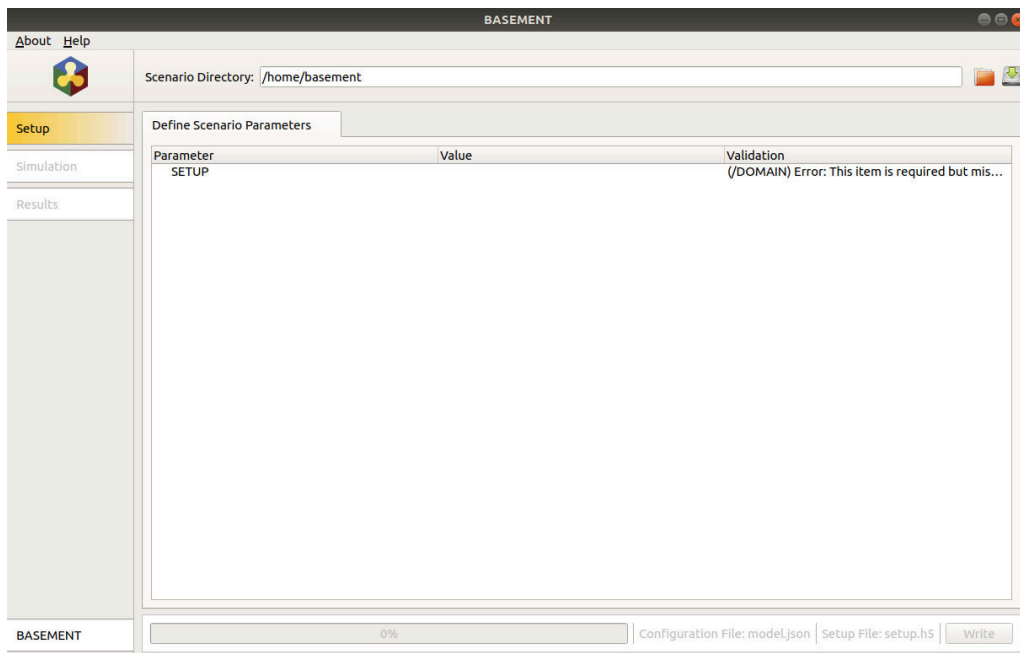 BASEMENT
About Help
Scenario Directory: /home/basement
Setup
Define Scenario Parameters
Simulation
Parameter Value Validation
SETUP (/DOMAIN) Error: This item is required but mis...
Results
BASEMENT
0% Configuration File: model.json Setup File: setup.h5 Write